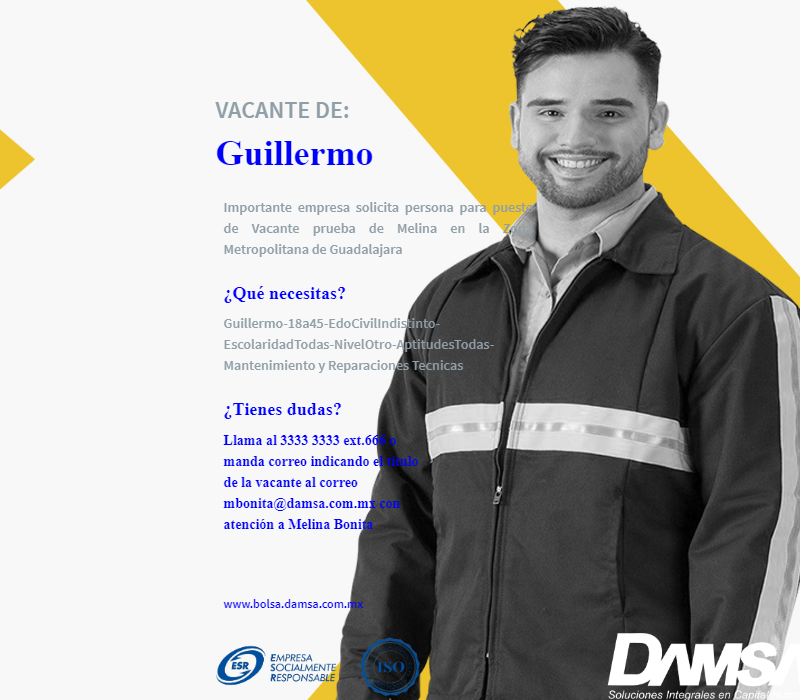 VACANTE DE:
Guillermo
Importante empresa solicita persona para puesto
de Vacante prueba de Melina en la Zona
Metropolitana de Guadalajara
¿Qué necesitas?
Guillermo-18a45-EdoCivilIndistinto-
EscolaridadTodas-NivelOtro-AptitudesTodas-
Mantenimiento y Reparaciones Tecnicas
¿Tienes dudas?
Llama al 3333 3333 ext.666 o
manda correo indicando el título
de la vacante al correo
mbonita@damsa.com.mx con
atención a Melina Bonita
www.bolsa.damsa.com.mx
ESR
EMPRESA
SOCIALMENTE
RESPONSABLE
ISO
DAMSA
Soluciones Integrales en Capital